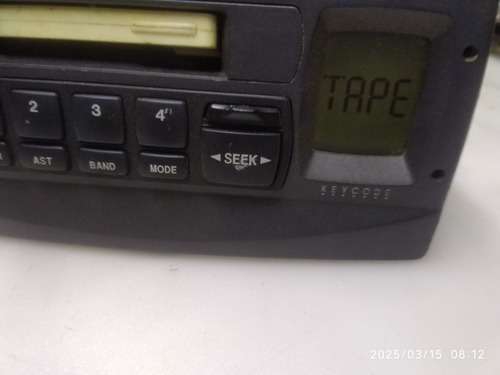 TAPE
2 3 4
AST BAND MODE
◄ SEEK ►
KEYCODE
2025/03/15 08:12